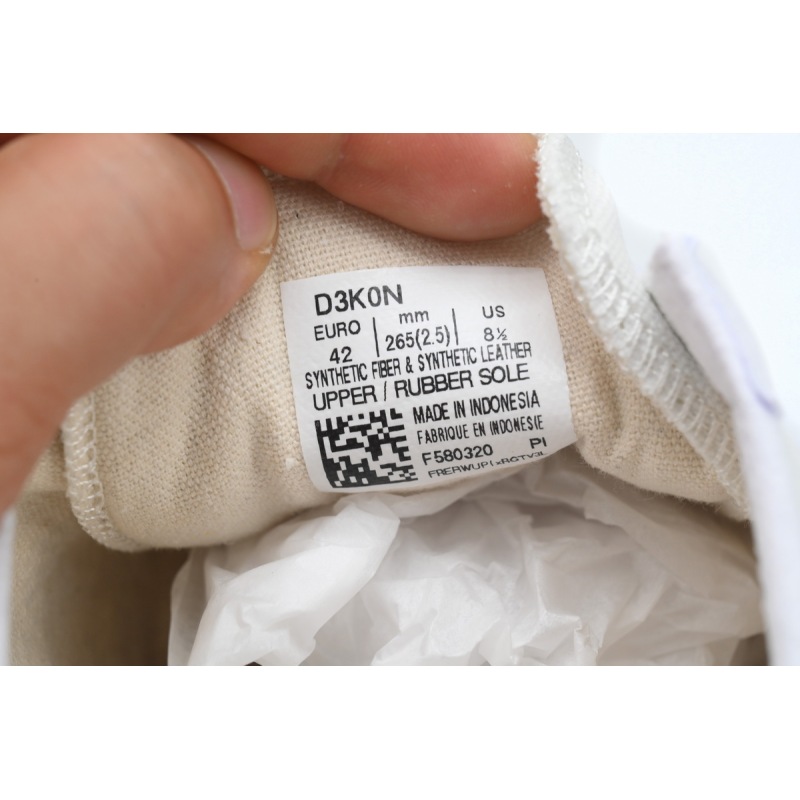 D3K0N
EURO | mm | US
42 | 265(2.5) | 8½
SYNTHETIC FIBER & SYNTHETIC LEATHER
UPPER / RUBBER SOLE
MADE IN INDONESIA
FABRIQUE EN INDONESIE
F580320 PI